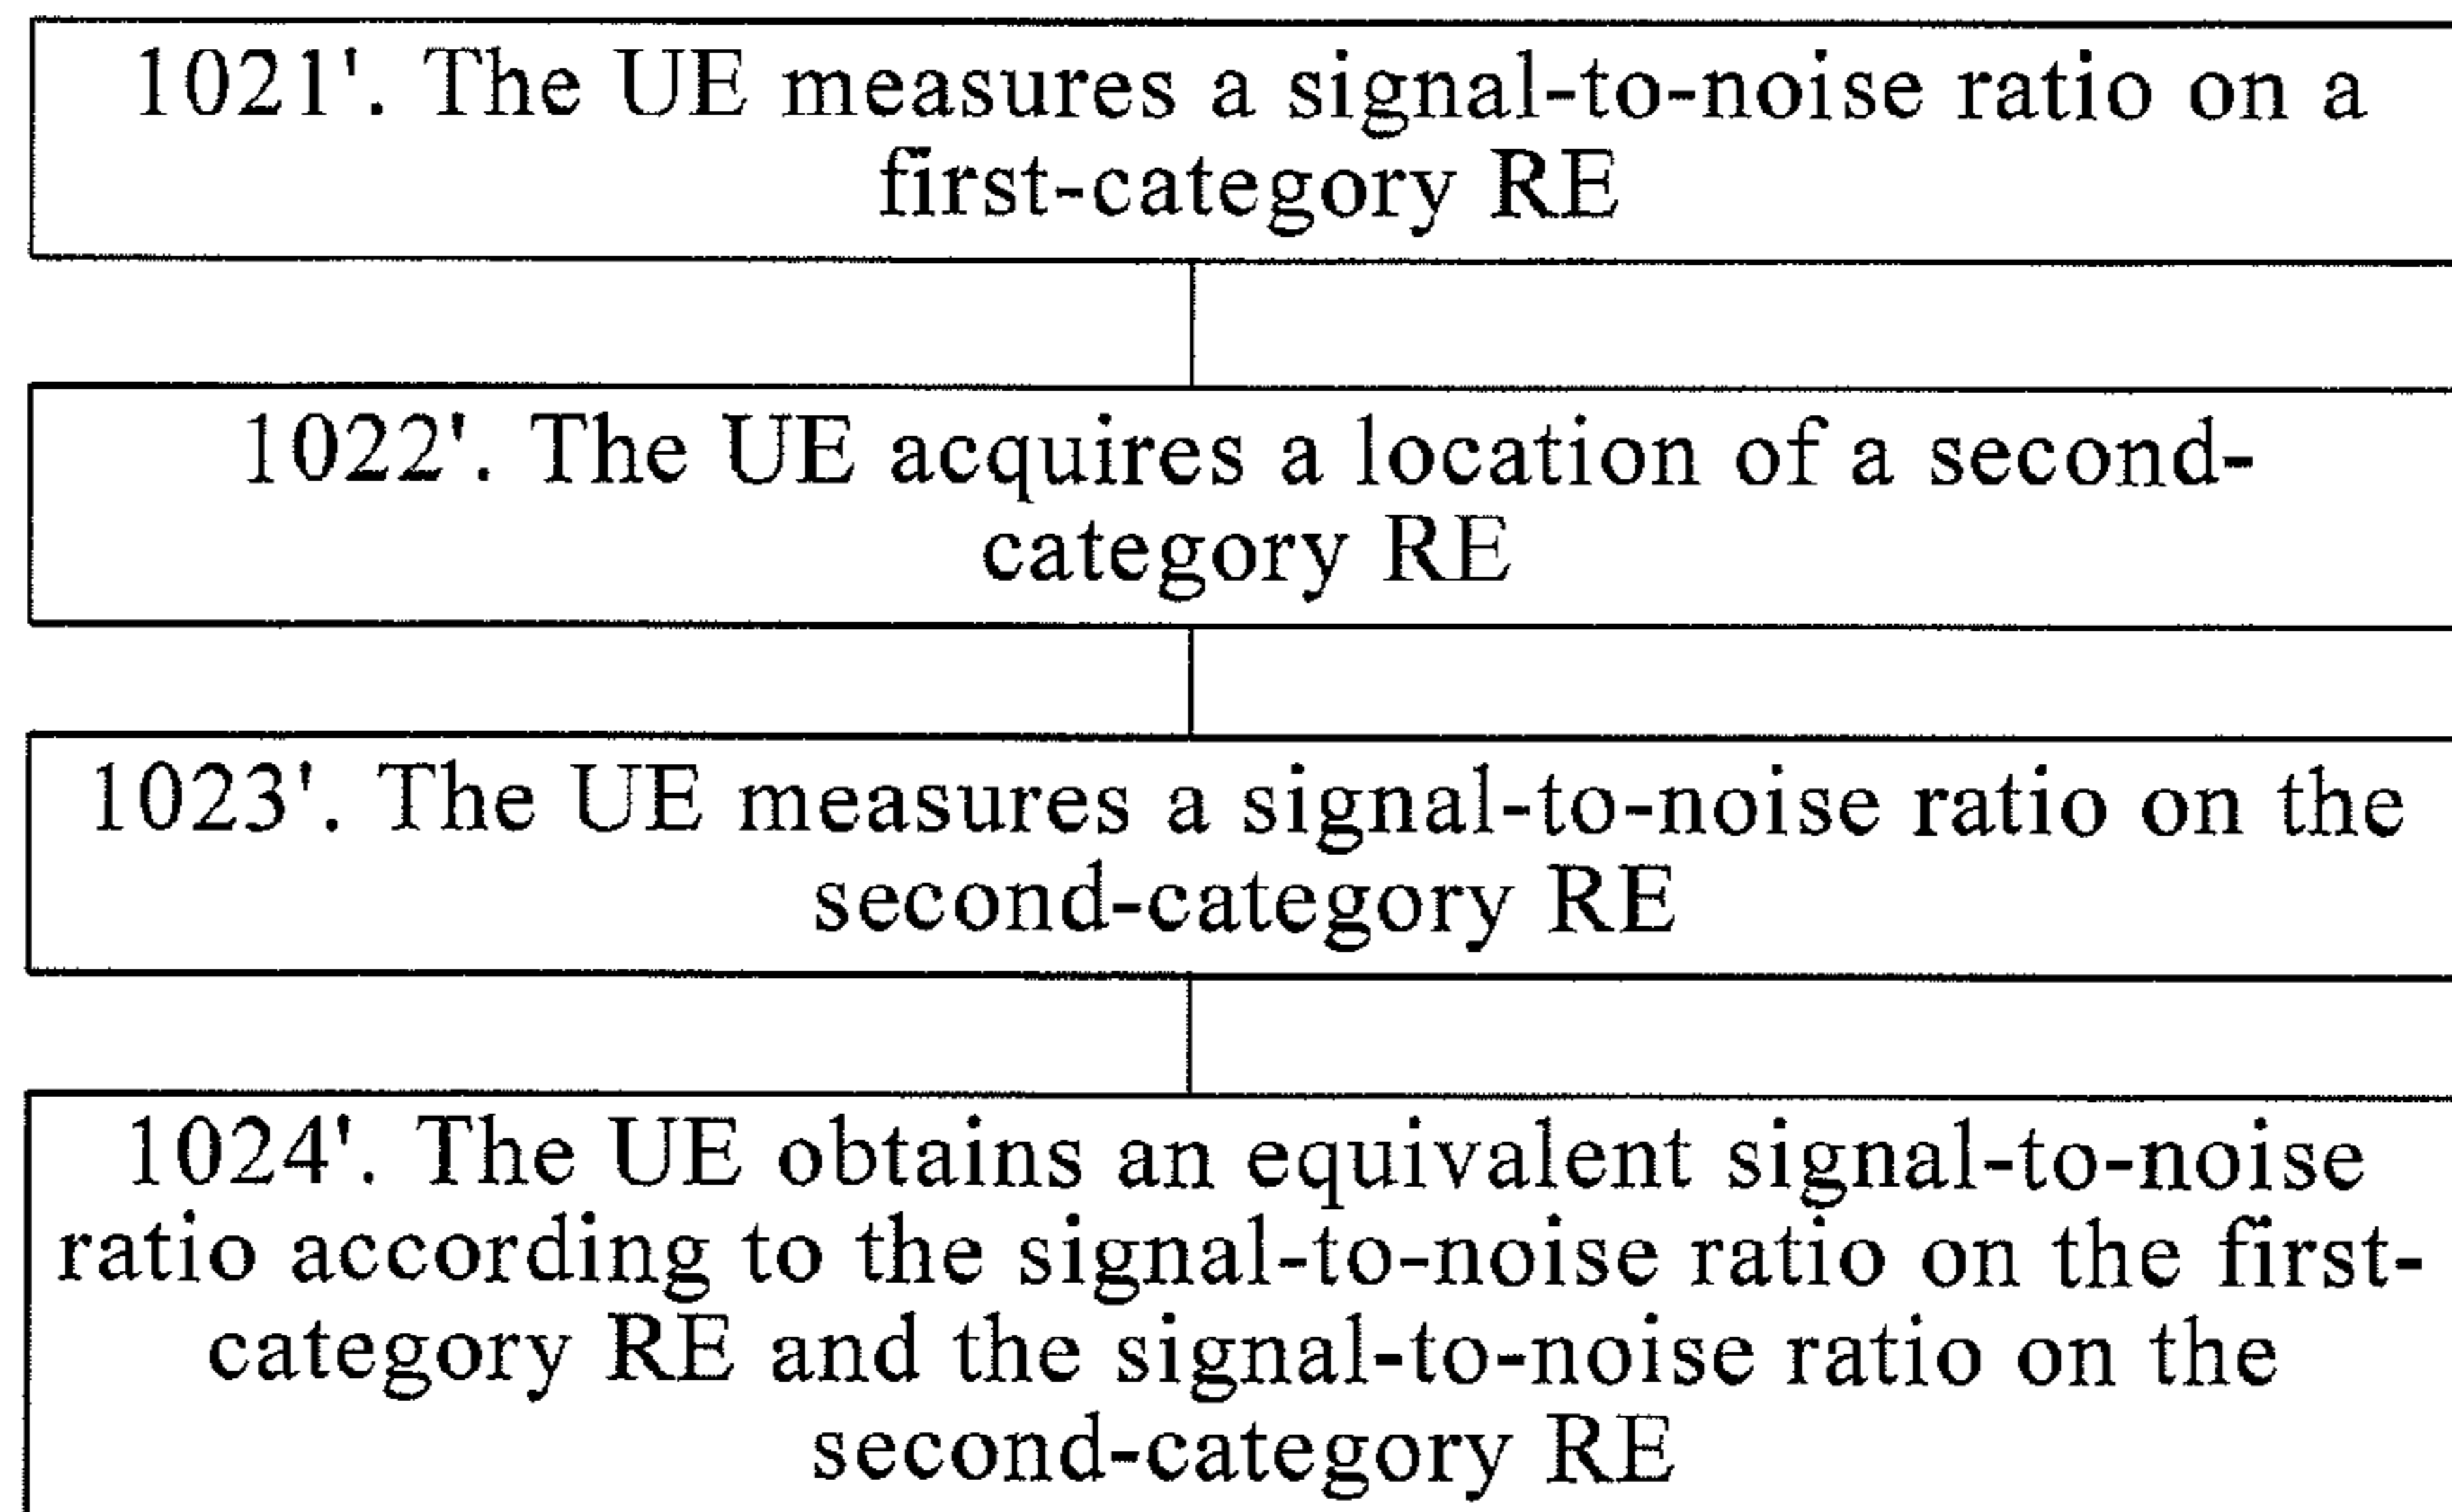 1021'. The UE measures a signal-to-noise ratio on a
first-category RE
1022'. The UE acquires a location of a second-
category RE
1023'. The UE measures a signal-to-noise ratio on the
second-category RE
1024'. The UE obtains an equivalent signal-to-noise
ratio according to the signal-to-noise ratio on the first-
category RE and the signal-to-noise ratio on the
second-category RE